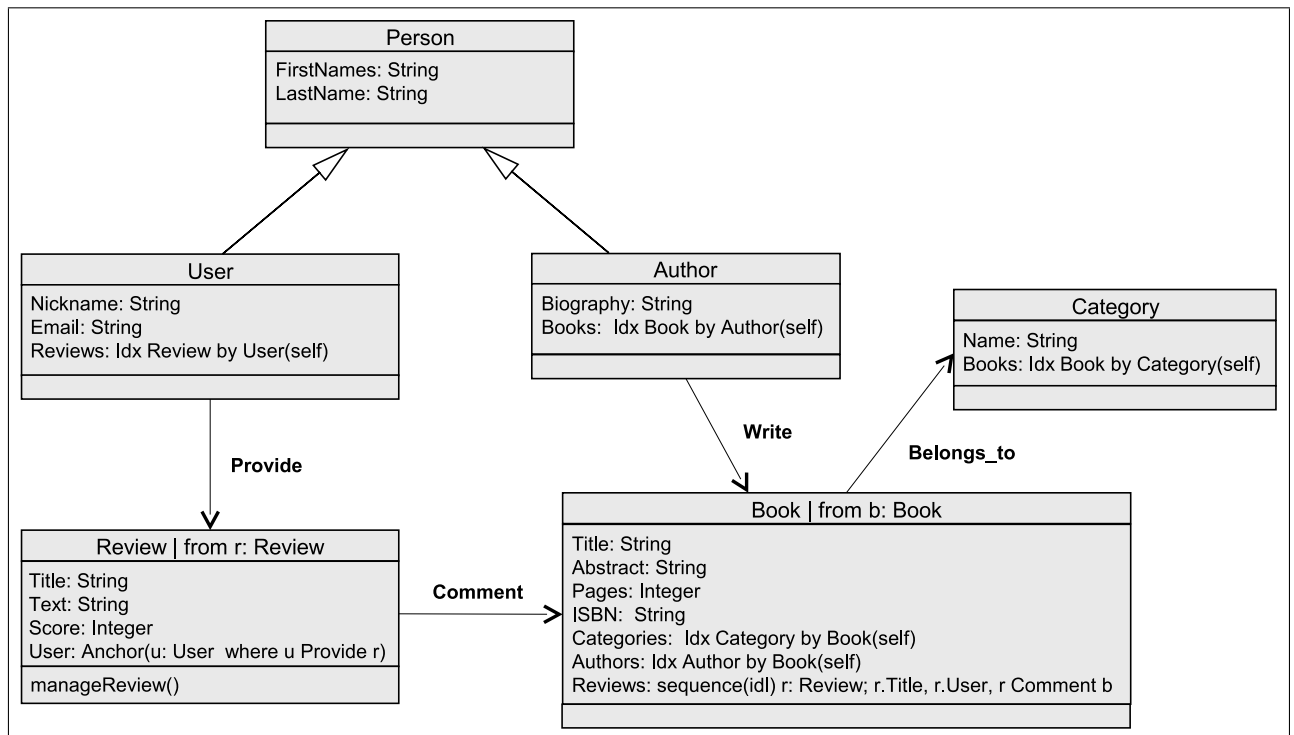 Person
FirstNames: String
LastName: String
User
Nickname: String
Email: String
Reviews: Idx Review by User(self)
Author
Biography: String
Books:  Idx Book by Author(self)
Category
Name: String
Books: Idx Book by Category(self)
Provide
Write
Belongs_to
Review | from r: Review
Title: String
Text: String
Score: Integer
User: Anchor(u: User  where u Provide r)
manageReview()
Comment
Book | from b: Book
Title: String
Abstract: String
Pages: Integer
ISBN:  String
Categories:  Idx Category by Book(self)
Authors: Idx Author by Book(self)
Reviews: sequence(idl) r: Review; r.Title, r.User, r Comment b